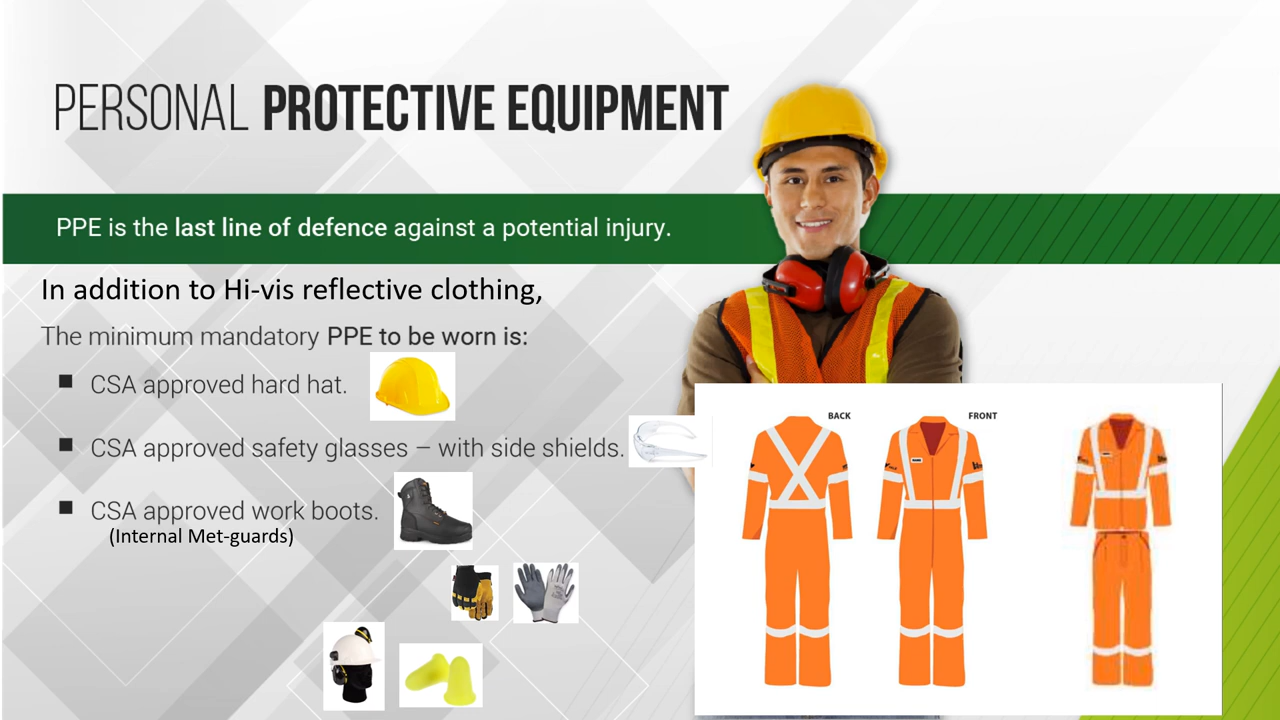 PERSONAL PROTECTIVE EQUIPMENT
PPE is the last line of defence against a potential injury.
In addition to Hi-vis reflective clothing,
The minimum mandatory PPE to be worn is:
CSA approved hard hat.
CSA approved safety glasses – with side shields.
CSA approved work boots.
(Internal Met-guards)
BACK
FRONT